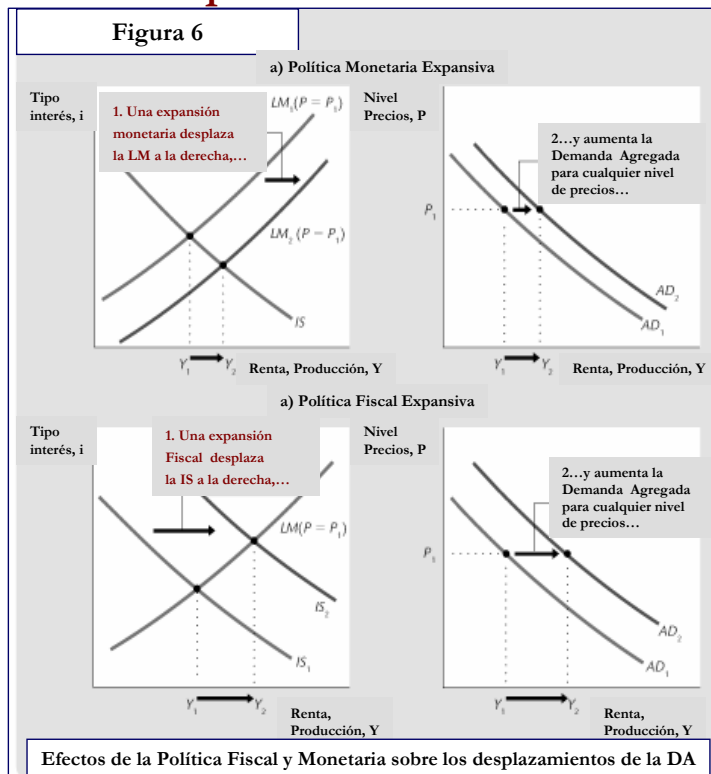 Figura 6
a) Política Monetaria Expansiva
Tipo
interés, i
1. Una expansión
monetaria desplaza
la LM a la derecha,...
LM₁(P = P₁)
LM₂ (P = P₁)
IS
Y₁
Y₂
Renta, Producción, Y
Nivel
Precios, P
2...y aumenta la
Demanda Agregada
para cualquier nivel
de precios...
P₁
AD₂
AD₁
Y₁
Y₂
Renta, Producción, Y
a) Política Fiscal Expansiva
Tipo
interés, i
1. Una expansión
Fiscal desplaza
la IS a la derecha,...
LM(P = P₁)
IS₂
IS₁
Y₁
Y₂
Renta,
Producción, Y
Nivel
Precios, P
2...y aumenta la
Demanda Agregada
para cualquier nivel
de precios...
P₁
AD₂
AD₁
Y₁
Y₂
Renta,
Producción, Y
Efectos de la Política Fiscal y Monetaria sobre los desplazamientos de la DA